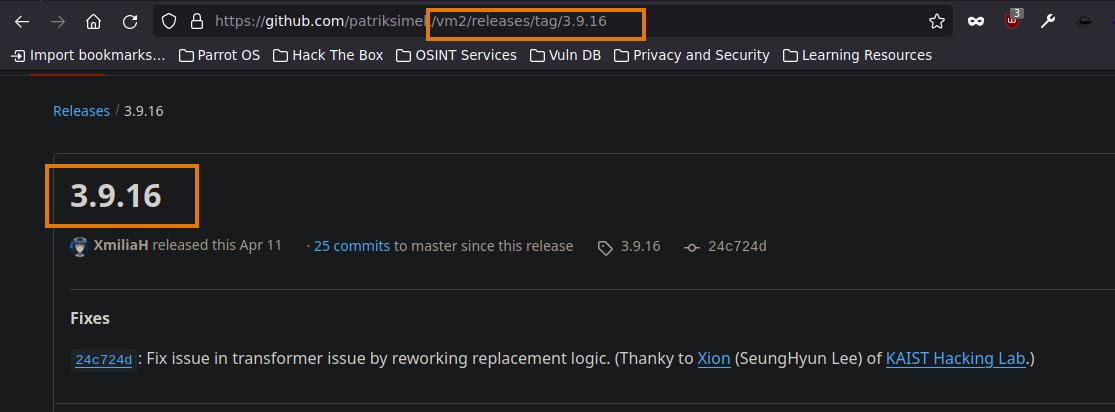 https://github.com/patriksimek/vm2/releases/tag/3.9.16
3
Import bookmarks… Parrot OS Hack The Box OSINT Services Vuln DB Privacy and Security Learning Resources
Releases / 3.9.16
3.9.16
XmiliaH released this Apr 11 · 25 commits to master since this release 3.9.16 24c724d
Fixes
24c724d : Fix issue in transformer issue by reworking replacement logic. (Thanky to Xion (SeungHyun Lee) of KAIST Hacking Lab.)